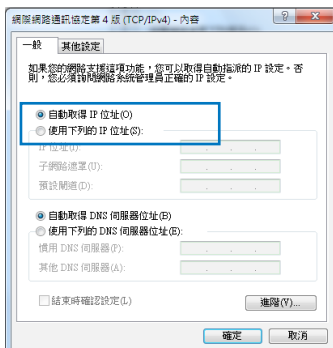 網際網路通訊協定第 4 版 (TCP/IPv4) - 內容
一般
其他設定
如果您的網路支援這項功能，您可以取得自動指派的 IP 設定。否
則，您必須詢問網路系統管理員正確的 IP 設定。
自動取得 IP 位址(O)
使用下列的 IP 位址(S):
IP 位址(I):
子網路遮罩(U):
預設閘道(D):
自動取得 DNS 伺服器位址(B)
使用下列的 DNS 伺服器位址(E):
慣用 DNS 伺服器(P):
其他 DNS 伺服器(A):
結束時確認設定(L)
進階(V)...
確定
取消